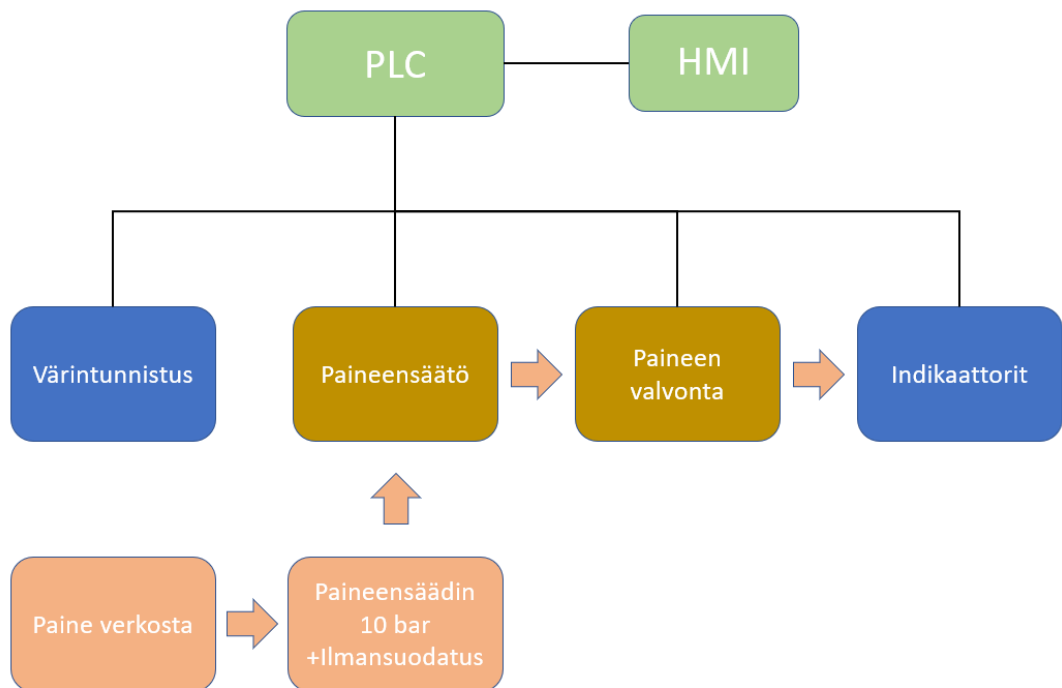 PLC
HMI
Värintunnistus
Paineensäätö
Paineen
valvonta
Indikaattorit
Paine verkosta
Paineensäädin
10 bar
+Ilmansuodatus